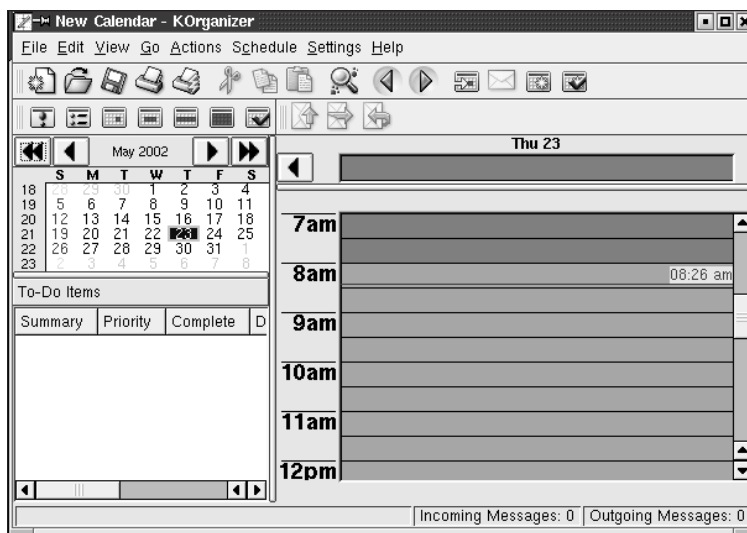 New Calendar - KOrganizer
File Edit View Go Actions Schedule Settings Help
May 2002
S M T W T F S
18 28 29 30 1 2 3 4
19 5 6 7 8 9 10 11
20 12 13 14 15 16 17 18
21 19 20 21 22 23 24 25
22 26 27 28 29 30 31 1
23 2 3 4 5 6 7 8
To-Do Items
Summary Priority Complete D
Thu 23
7am
8am
08:26 am
9am
10am
11am
12pm
Incoming Messages: 0 Outgoing Messages: 0